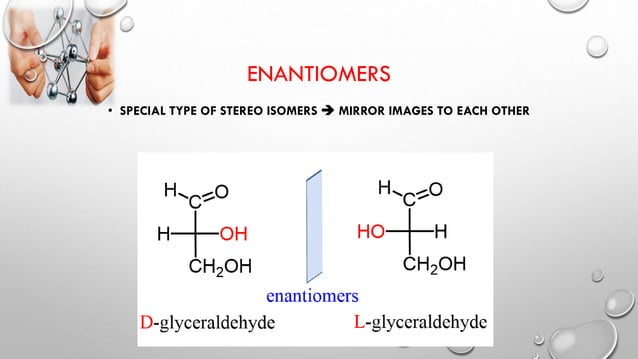 ENANTIOMERS
• SPECIAL TYPE OF STEREO ISOMERS ➔ MIRROR IMAGES TO EACH OTHER
H C O
H OH
CH₂OH
H C O
HO H
CH₂OH
enantiomers
D-glyceraldehyde
L-glyceraldehyde